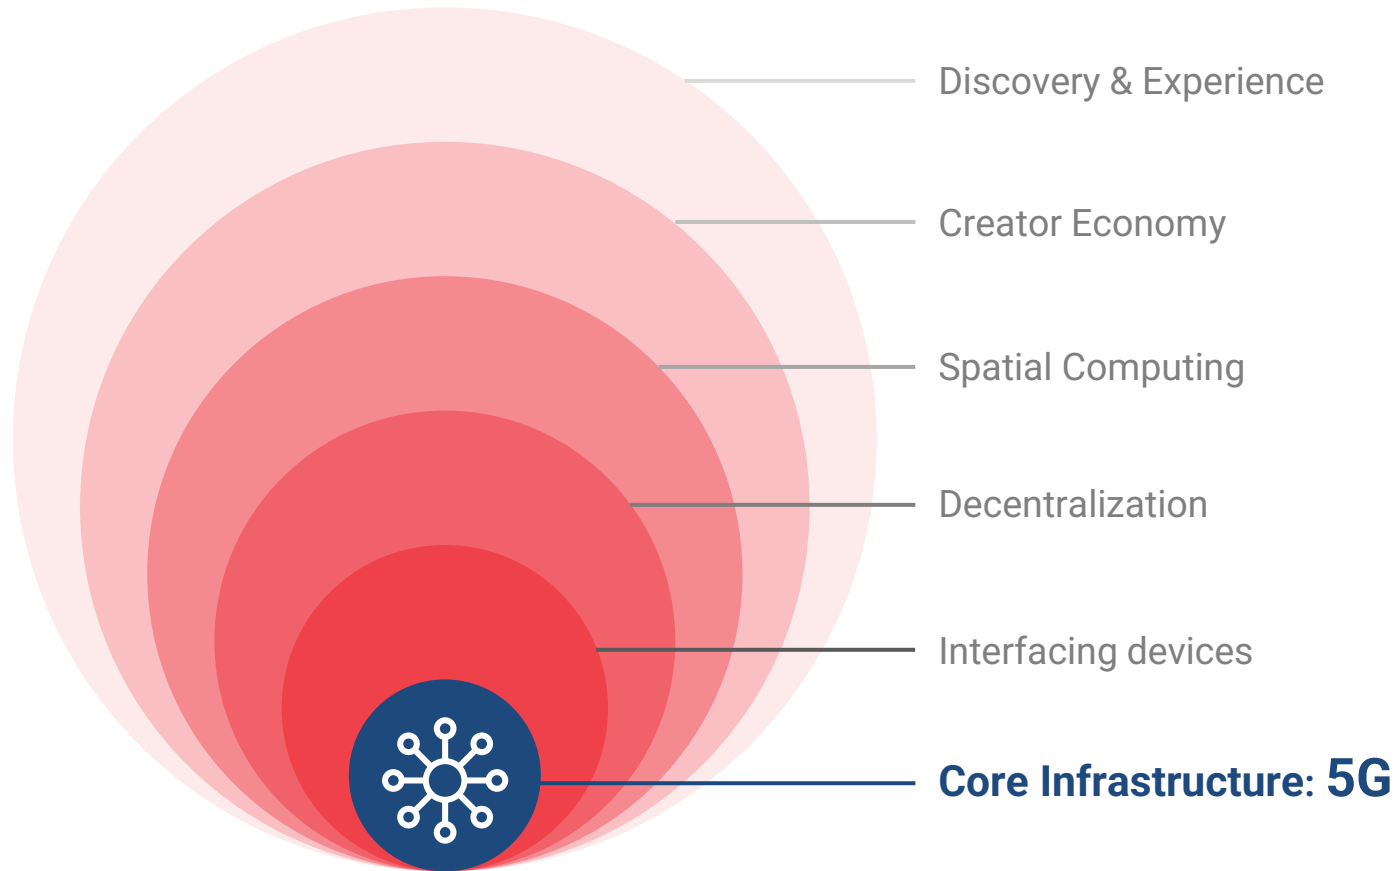 Discovery & Experience
Creator Economy
Spatial Computing
Decentralization
Interfacing devices
Core Infrastructure: 5G